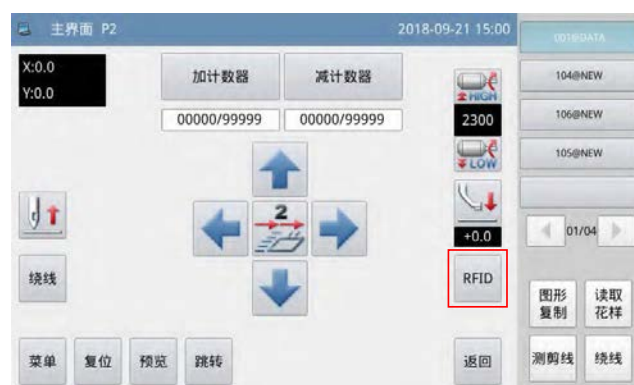 主界面 P2
2018-09-21 15:00
X:0.0
Y:0.0
加计数器
减计数器
00000/99999
00000/99999
HIGH
2300
LOW
+0.0
2
绕线
RFID
菜单
复位
预览
跳转
返回
0018@DATA
104@NEW
106@NEW
105@NEW
01/04
图形
复制
读取
花样
测剪线
绕线